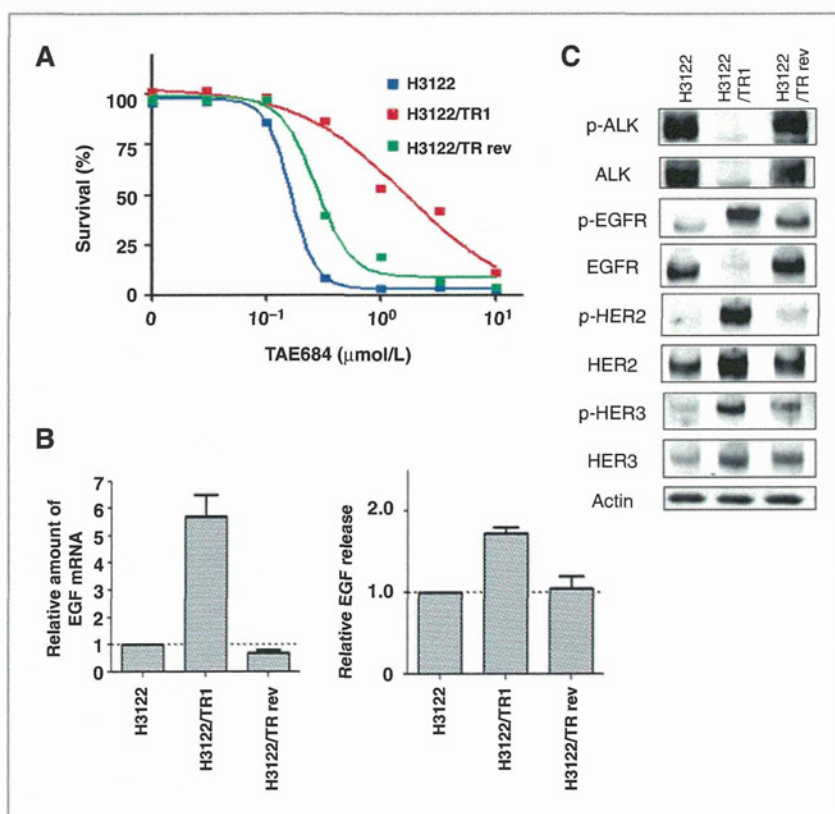 A
H3122
H3122/TR1
H3122/TR rev
Survival (%)
100
75
50
25
0
0
10⁻¹
10⁰
10¹
TAE684 (μmol/L)
B
Relative amount of
EGF mRNA
7
6
5
4
3
2
1
0
H3122
H3122/TR1
H3122/TR rev
Relative EGF release
2.0
1.0
0
H3122
H3122/TR1
H3122/TR rev
C
H3122
H3122
/TR1
H3122
/TR rev
p-ALK
ALK
p-EGFR
EGFR
p-HER2
HER2
p-HER3
HER3
Actin